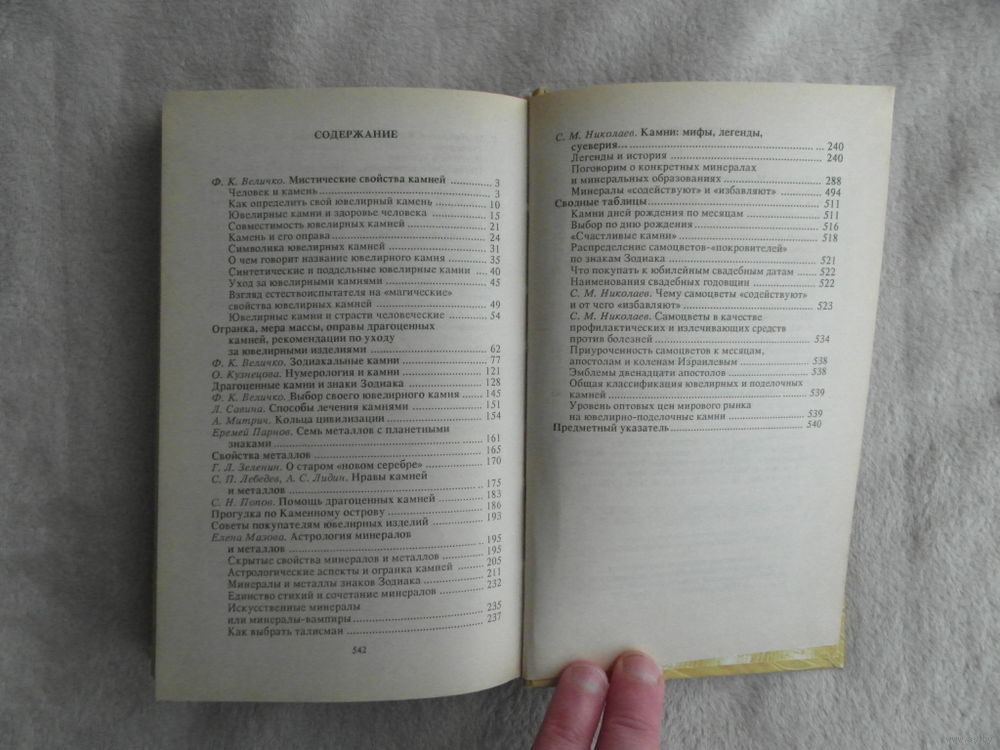 СОДЕРЖАНИЕ
Ф. К. Величко. Мистические свойства камней ........ 3
Человек и камень ........ 3
Как определить свой ювелирный камень ........ 10
Ювелирные камни и здоровье человека ........ 15
Совместимость ювелирных камней ........ 21
Камень и его оправа ........ 24
Символика ювелирных камней ........ 31
О чем говорит название ювелирного камня ........ 35
Синтетические и поддельные ювелирные камни ... 40
Уход за ювелирными камнями ........ 45
Взгляд естествоиспытателя на «магические»
свойства ювелирных камней ........ 49
Ювелирные камни и страсти человеческие ........ 54
Огранка, мера массы, оправы драгоценных
камней, рекомендации по уходу
за ювелирными изделиями ........ 62
Ф. К. Величко. Зодиакальные камни ........ 77
О. Кузнецова. Нумерология и камни ........ 121
Драгоценные камни и знаки Зодиака ........ 128
Ф. К. Величко. Выбор своего ювелирного камня ...... 145
Л. Савина. Способы лечения камнями ........ 151
А. Митрич. Кольца цивилизации ........ 154
Еремей Парнов. Семь металлов с планетными
знаками ........ 161
Свойства металлов ........ 165
Г. Л. Зеленин. О старом «новом серебре» ........ 170
С. П. Лебедев, А. С. Лидин. Нравы камней
и металлов ........ 175
С. Н. Попов. Помощь драгоценных камней ........ 183
Прогулка по Каменному острову ........ 186
Советы покупателям ювелирных изделий ........ 193
Елена Мазова. Астрология минералов
и металлов ........ 195
Скрытые свойства минералов и металлов ........ 195
Астрологические аспекты и огранка камней ........ 205
Минералы и металлы знаков Зодиака ........ 211
Единство стихий и сочетание минералов ........ 232
Искусственные минералы
или минералы-вампиры ........ 235
Как выбрать талисман ........ 237
542
С. М. Николаев. Камни: мифы, легенды,
суеверия ........ 240
Легенды и история ........ 240
Поговорим о конкретных минералах
и минеральных образованиях ........ 288
Минералы «содействуют» и «избавляют» ........ 494
Сводные таблицы ........ 511
Камни дней рождения по месяцам ........ 511
Выбор по дню рождения ........ 516
«Счастливые камни» ........ 518
Распределение самоцветов-«покровителей»
по знакам Зодиака ........ 521
Что покупать к юбилейным свадебным датам ........ 522
Наименования свадебных годовщин ........ 522
С. М. Николаев. Чему самоцветы «содействуют»
и от чего «избавляют» ........ 523
С. М. Николаев. Самоцветы в качестве
профилактических и излечивающих средств
против болезней ........ 534
Приуроченность самоцветов к месяцам,
апостолам и коленам Израилевым ........ 538
Эмблемы двенадцати апостолов ........ 538
Общая классификация ювелирных и поделочных
камней ........ 539
Уровень оптовых цен мирового рынка
на ювелирно-поделочные камни ........ 539
Предметный указатель ........ 540